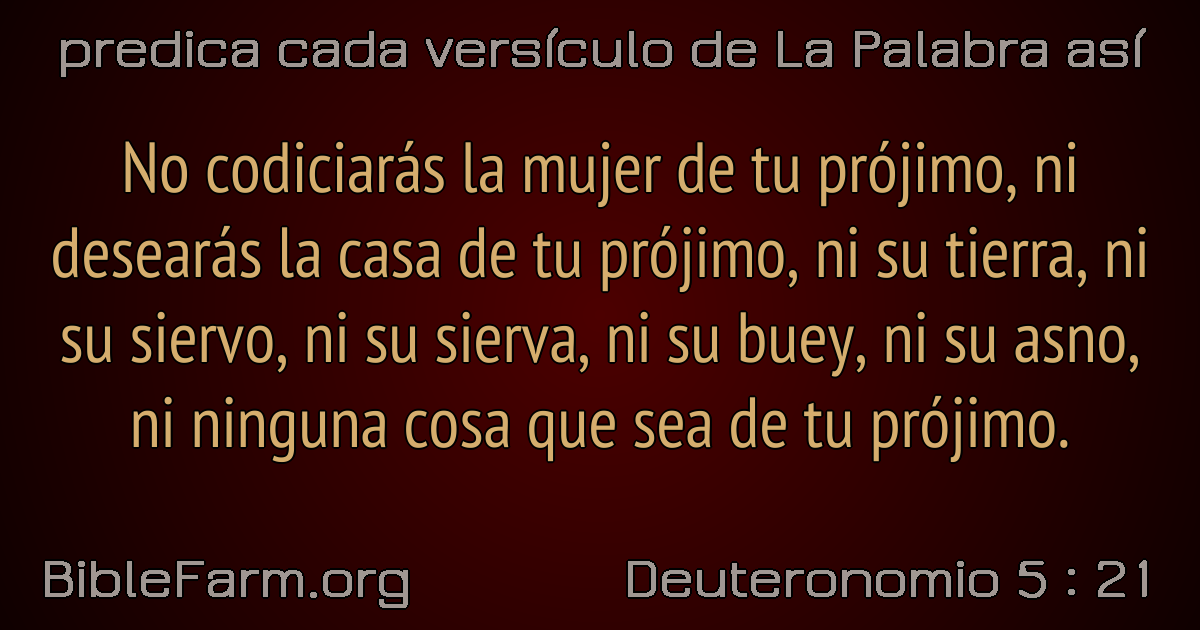 predica cada versículo de La Palabra así
No codiciarás la mujer de tu prójimo, ni
desearás la casa de tu prójimo, ni su tierra, ni
su siervo, ni su sierva, ni su buey, ni su asno,
ni ninguna cosa que sea de tu prójimo.
BibleFarm.org
Deuteronomio 5 : 21